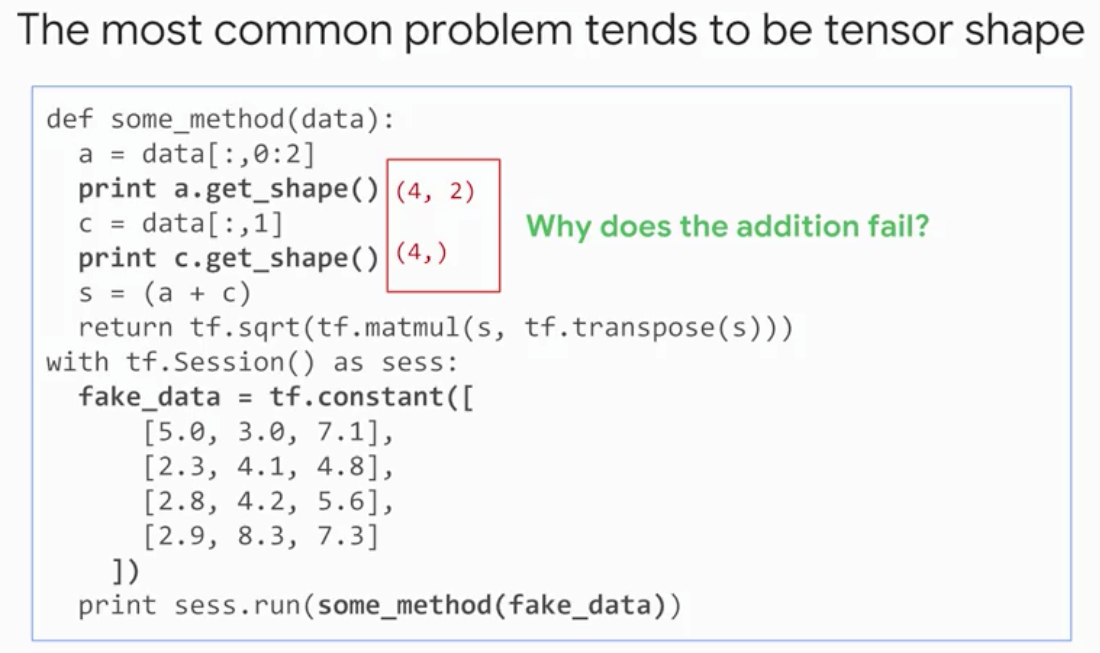 The most common problem tends to be tensor shape
def some_method(data):
a = data[:,0:2]
print a.get_shape() (4, 2)
c = data[:,1]
Why does the addition fail?
print c.get_shape() (4,)
s = (a + c)
return tf.sqrt(tf.matmul(s, tf.transpose(s)))
with tf.Session() as sess:
fake_data = tf.constant([
[5.0, 3.0, 7.1],
[2.3, 4.1, 4.8],
[2.8, 4.2, 5.6],
[2.9, 8.3, 7.3]
])
print sess.run(some_method(fake_data))